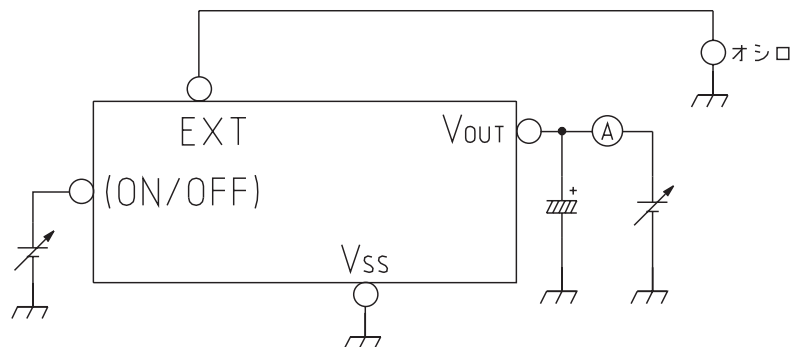 オシロ
EXT
VOUT
A
(ON/OFF)
+
VSS